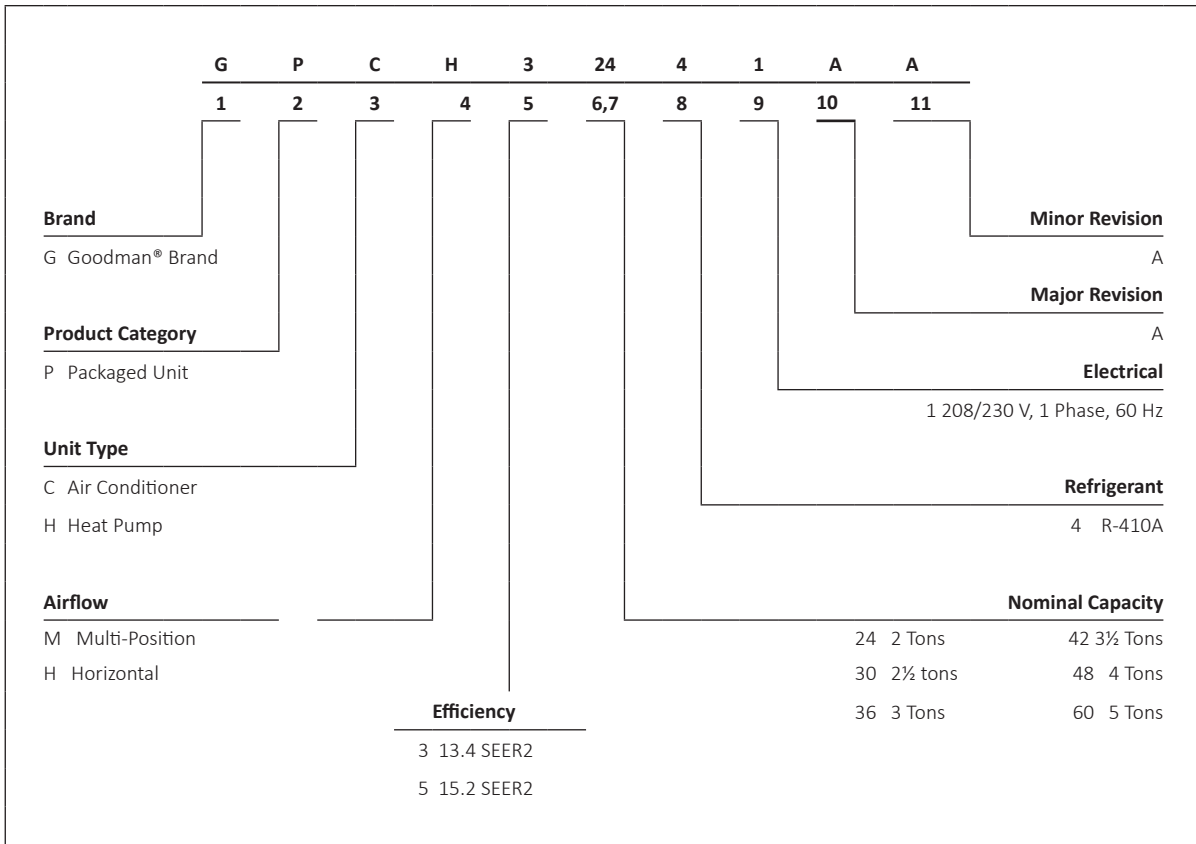 G P C H 3 24 4 1 A A
1 2 3 4 5 6,7 8 9 10 11
Brand
G Goodman® Brand
Product Category
P Packaged Unit
Unit Type
C Air Conditioner
H Heat Pump
Airflow
M Multi-Position
H Horizontal
Efficiency
3 13.4 SEER2
5 15.2 SEER2
Minor Revision
A
Major Revision
A
Electrical
1 208/230 V, 1 Phase, 60 Hz
Refrigerant
4 R-410A
Nominal Capacity
24 2 Tons 42 3½ Tons
30 2½ tons 48 4 Tons
36 3 Tons 60 5 Tons